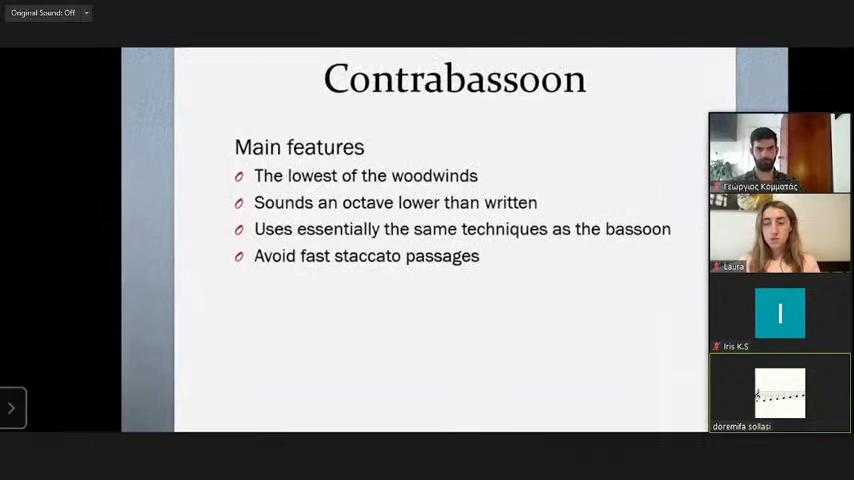 Original Sound: Off
Contrabassoon
Main features
The lowest of the woodwinds
Sounds an octave lower than written
Uses essentially the same techniques as the bassoon
Avoid fast staccato passages
Γεώργιος Κομματάς
Laura
I
Iris K.S
doremifa sollasi